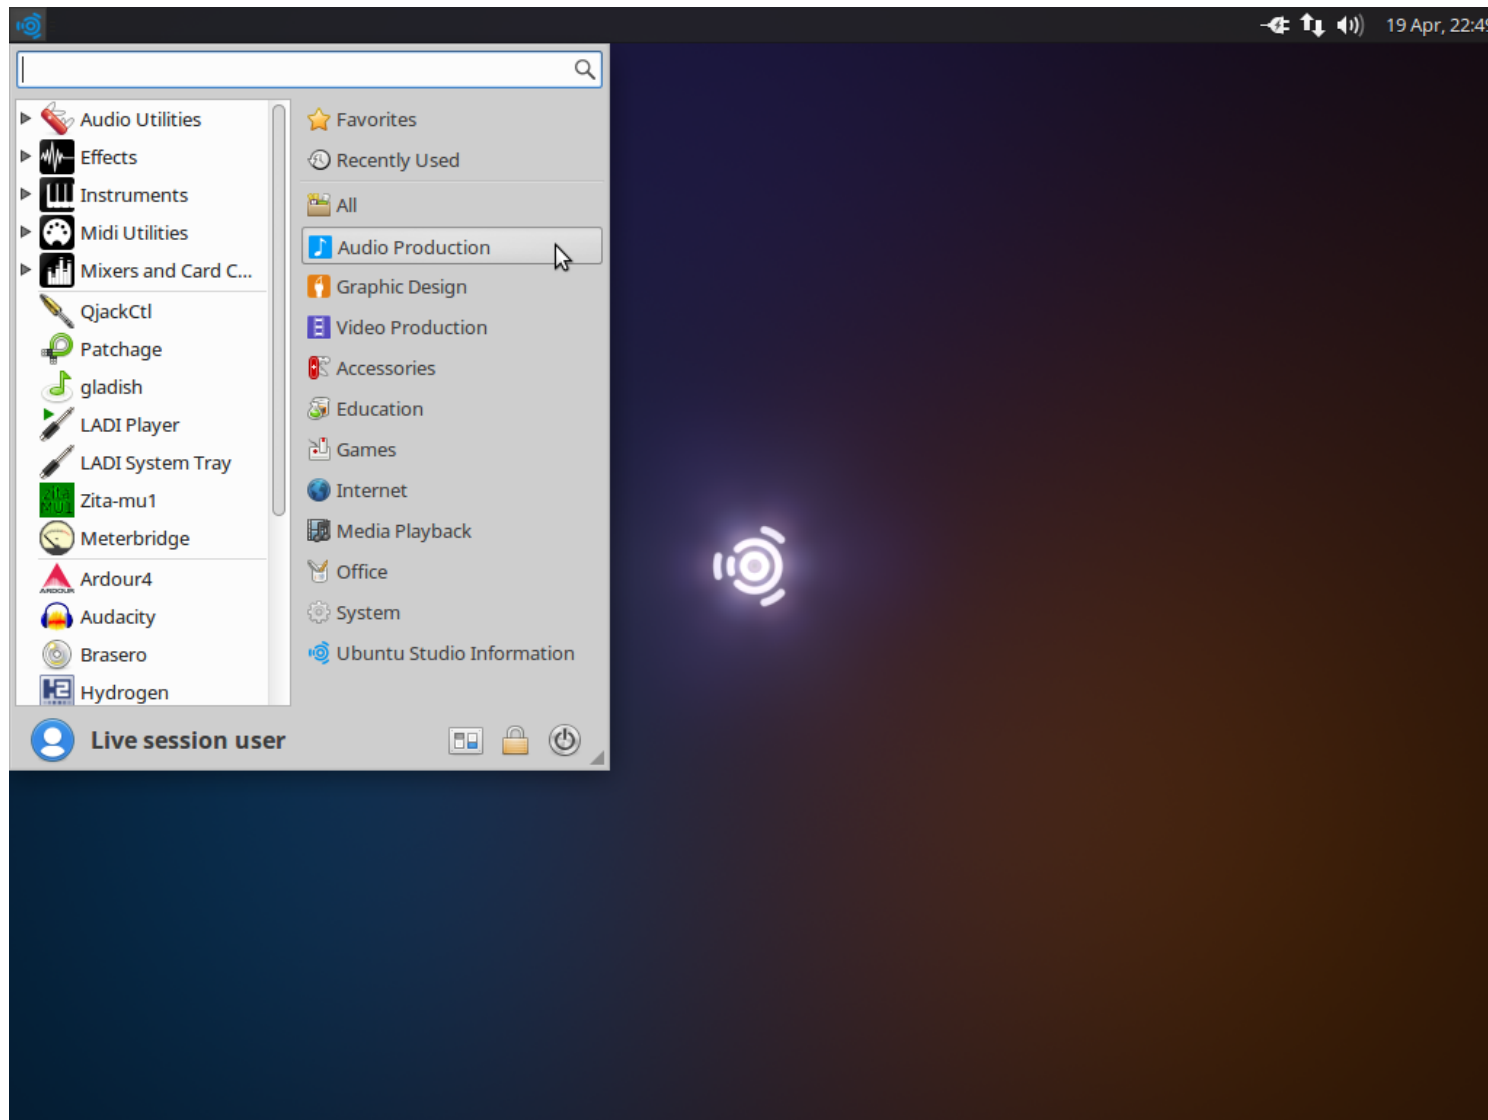 19 Apr, 22:49
Audio Utilities
Effects
Instruments
Midi Utilities
Mixers and Card C...
QjackCtl
Patchage
gladish
LADI Player
LADI System Tray
Zita-mu1
Meterbridge
Ardour4
Audacity
Brasero
Hydrogen
Favorites
Recently Used
All
Audio Production
Graphic Design
Video Production
Accessories
Education
Games
Internet
Media Playback
Office
System
Ubuntu Studio Information
Live session user